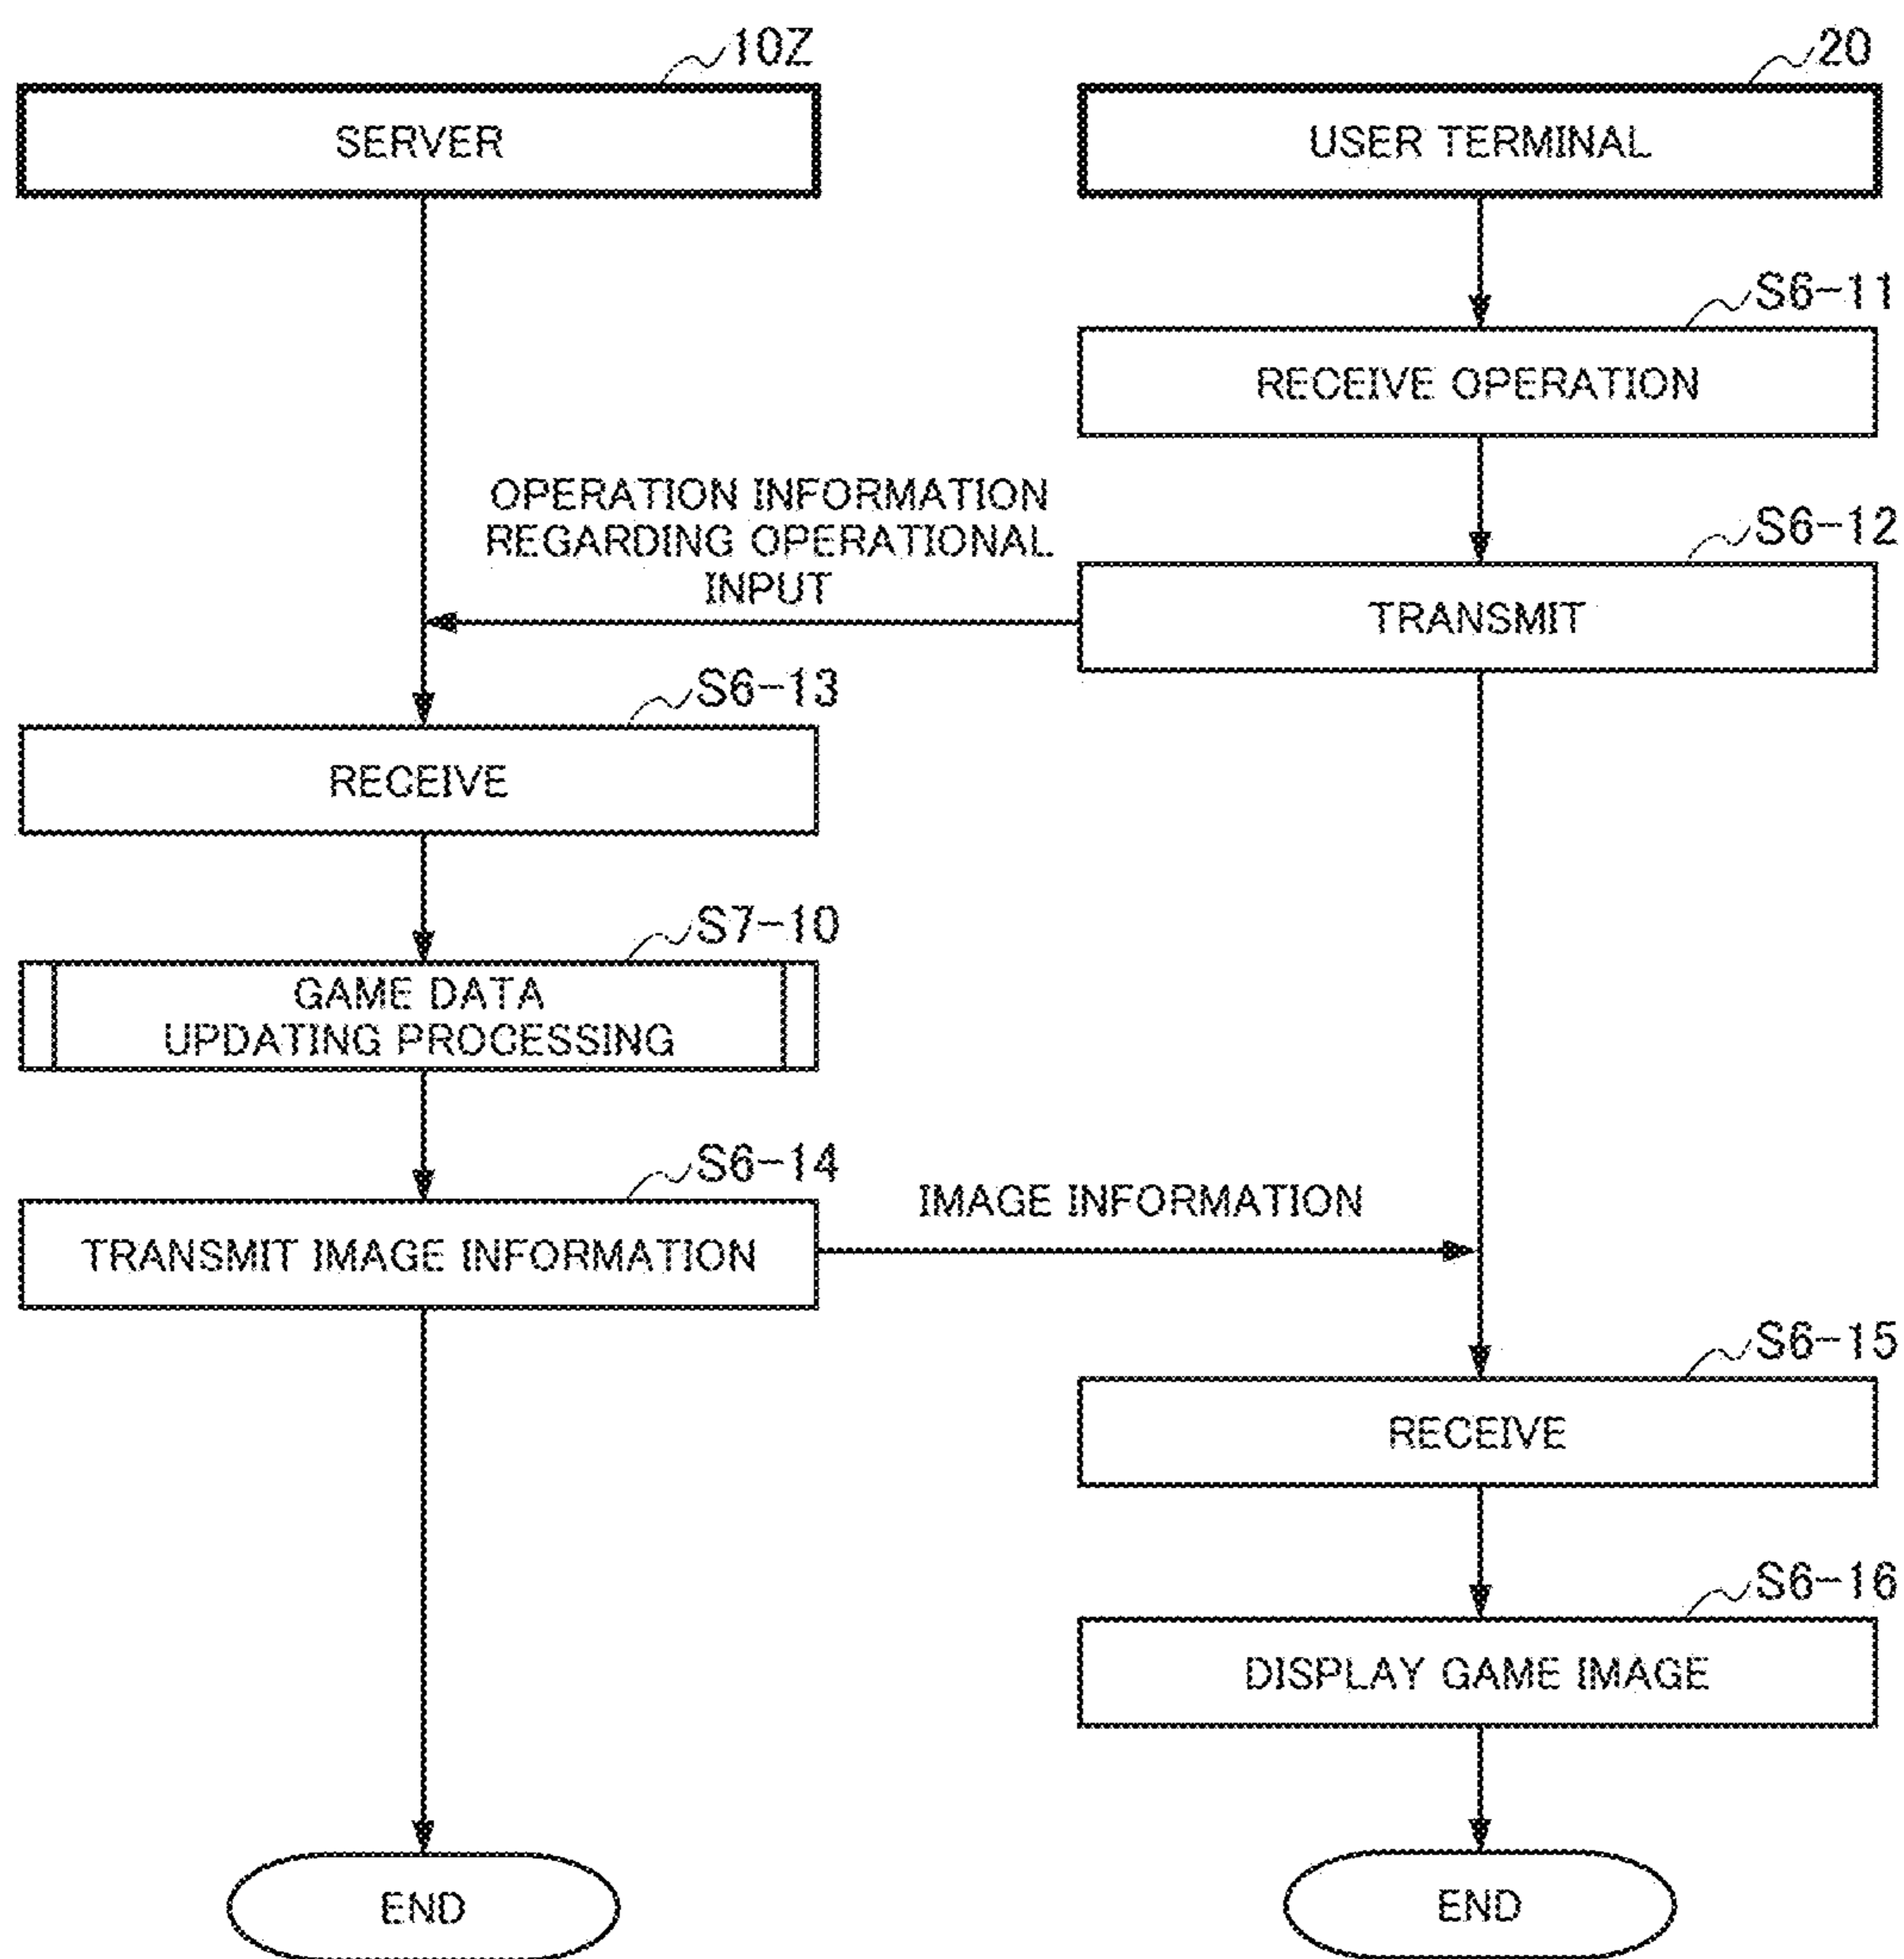 10Z
20
SERVER
USER TERMINAL
S6-11
RECEIVE OPERATION
OPERATION INFORMATION
REGARDING OPERATIONAL
INPUT
S6-12
TRANSMIT
S6-13
RECEIVE
S7-10
GAME DATA
UPDATING PROCESSING
S6-14
TRANSMIT IMAGE INFORMATION
IMAGE INFORMATION
S6-15
RECEIVE
S6-16
DISPLAY GAME IMAGE
END
END